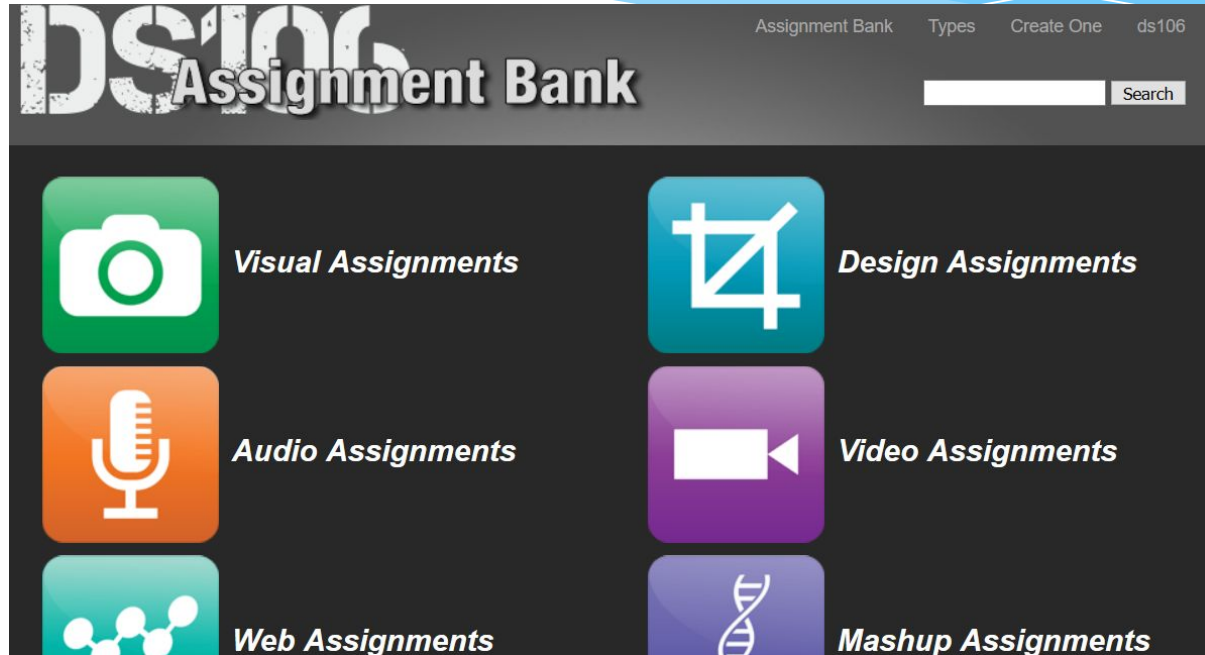 Assignment Bank Types Create One ds106
DS106
Assignment Bank
Search
Visual Assignments
Design Assignments
Audio Assignments
Video Assignments
Web Assignments
Mashup Assignments